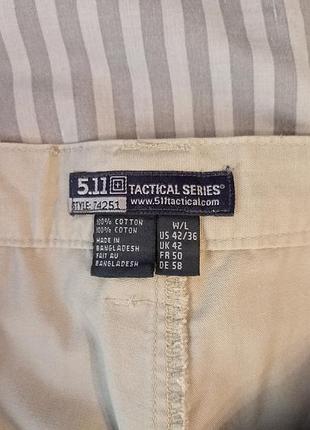 5.11 TACTICAL SERIES®
STYLE: 74251 www.511tactical.com
100% COTTON
100% COTON
MADE IN
BANGLADESH
FAIT AU
BANGLADESH
W/L
US 42/36
UK 42
FR 50
DE 58